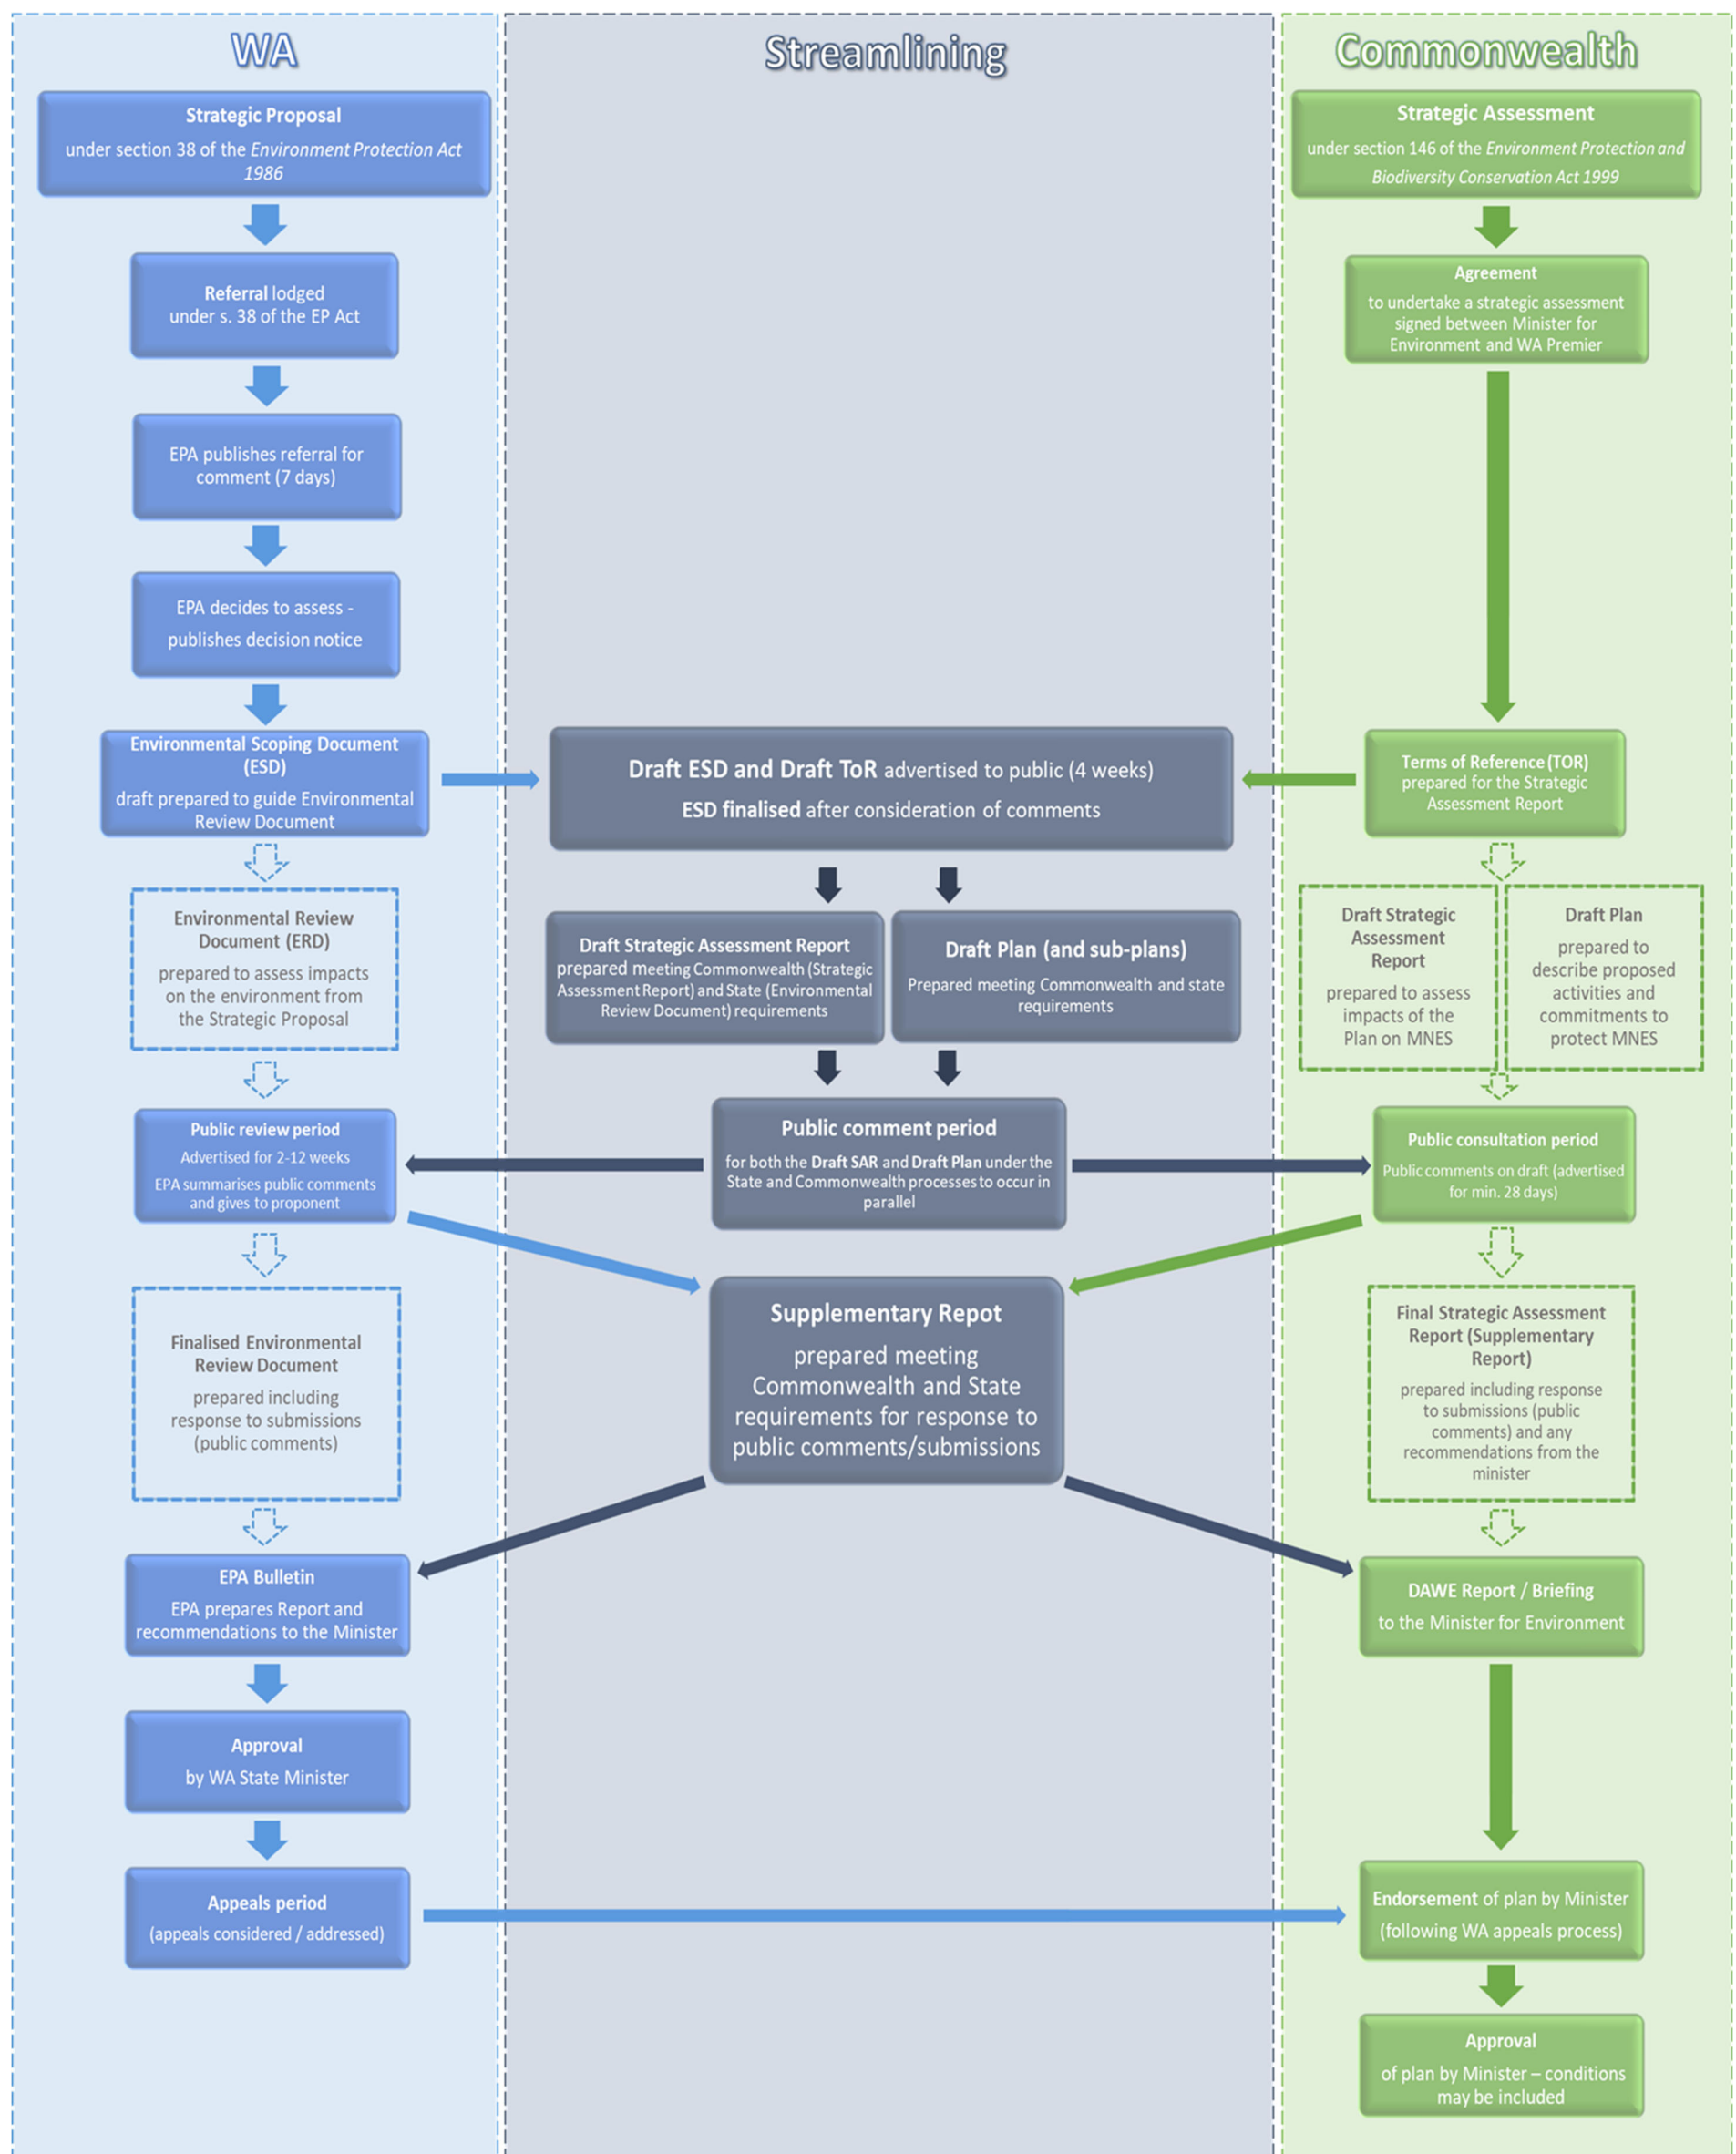 WA
Strategic Proposal
under section 38 of the Environment Protection Act
1986
Referral lodged
under s. 38 of the EP Act
EPA publishes referral for
comment (7 days)
EPA decides to assess -
publishes decision notice
Environmental Scoping Document
(ESD)
draft prepared to guide Environmental
Review Document
Environmental Review
Document (ERD)
prepared to assess impacts
on the environment from
the Strategic Proposal
Public review period
Advertised for 2-12 weeks
EPA summarises public comments
and gives to proponent
Finalised Environmental
Review Document
prepared including
response to submissions
(public comments)
EPA Bulletin
EPA prepares Report and
recommendations to the Minister
Approval
by WA State Minister
Appeals period
(appeals considered / addressed)
Streamlining
Draft ESD and Draft ToR advertised to public (4 weeks)
ESD finalised after consideration of comments
Draft Strategic Assessment Report
prepared meeting Commonwealth (Strategic
Assessment Report) and State (Environmental
Review Document) requirements
Draft Plan (and sub-plans)
Prepared meeting Commonwealth and state
requirements
Public comment period
for both the Draft SAR and Draft Plan under the
State and Commonwealth processes to occur in
parallel
Supplementary Repot
prepared meeting
Commonwealth and State
requirements for response to
public comments/submissions
Commonwealth
Strategic Assessment
under section 146 of the Environment Protection and
Biodiversity Conservation Act 1999
Agreement
to undertake a strategic assessment
signed between Minister for
Environment and WA Premier
Terms of Reference (TOR)
prepared for the Strategic
Assessment Report
Draft Strategic
Assessment
Report
prepared to assess
impacts of the
Plan on MNES
Draft Plan
prepared to
describe proposed
activities and
commitments to
protect MNES
Public consultation period
Public comments on draft (advertised
for min. 28 days)
Final Strategic Assessment
Report (Supplementary
Report)
prepared including response
to submissions (public
comments) and any
recommendations from the
minister
DAWE Report / Briefing
to the Minister for Environment
Endorsement of plan by Minister
(following WA appeals process)
Approval
of plan by Minister – conditions
may be included